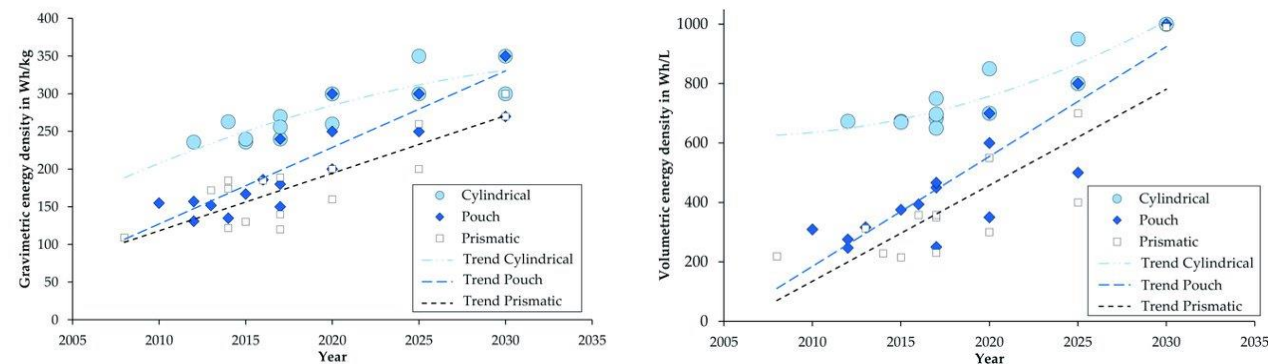 Gravimetric energy density in Wh/kg
400
350
300
250
200
150
100
50
0
2005 2010 2015 2020 2025 2030 2035
Year
Cylindrical
Pouch
Prismatic
Trend Cylindrical
Trend Pouch
Trend Prismatic
Volumetric energy density in Wh/L
1000
800
600
400
200
0
2005 2010 2015 2020 2025 2030 2035
Year
Cylindrical
Pouch
Prismatic
Trend Cylindrical
Trend Pouch
Trend Prismatic